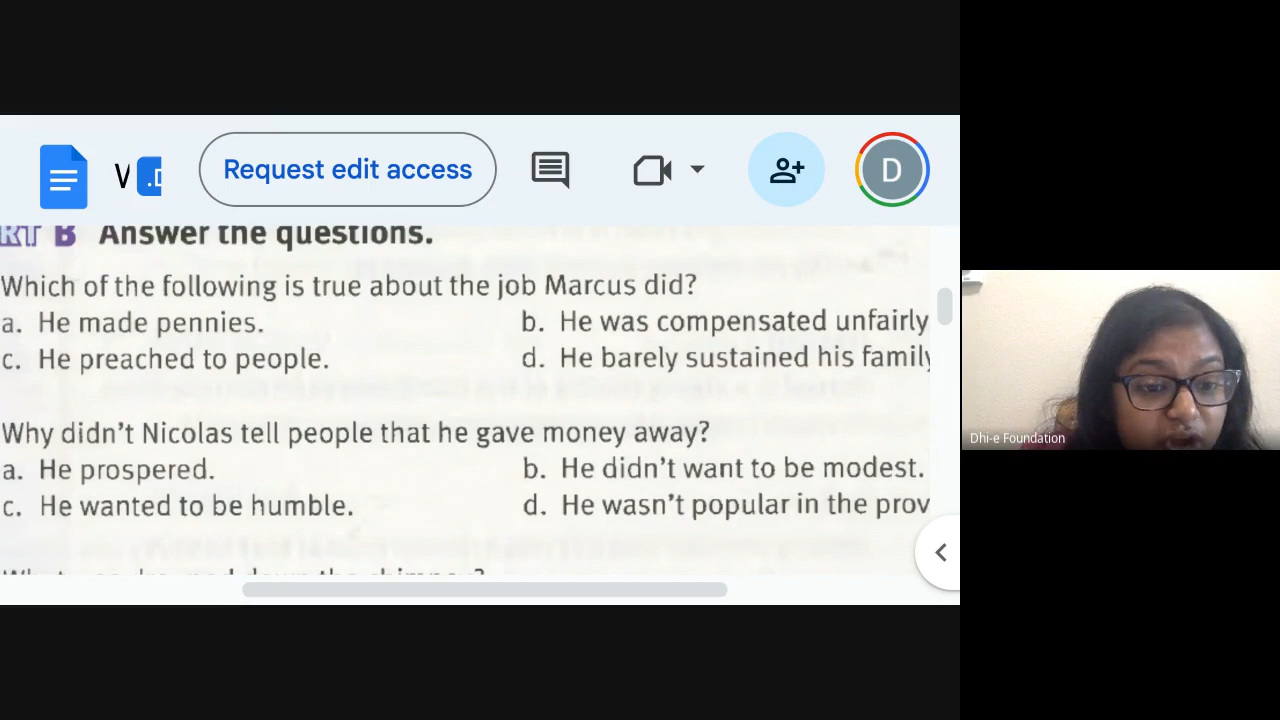 V
Request edit access
D
RT B Answer the questions.
Which of the following is true about the job Marcus did?
a. He made pennies.
b. He was compensated unfairly
c. He preached to people.
d. He barely sustained his family
Why didn't Nicolas tell people that he gave money away?
a. He prospered.
b. He didn't want to be modest.
c. He wanted to be humble.
d. He wasn't popular in the prov
Dhi-e Foundation